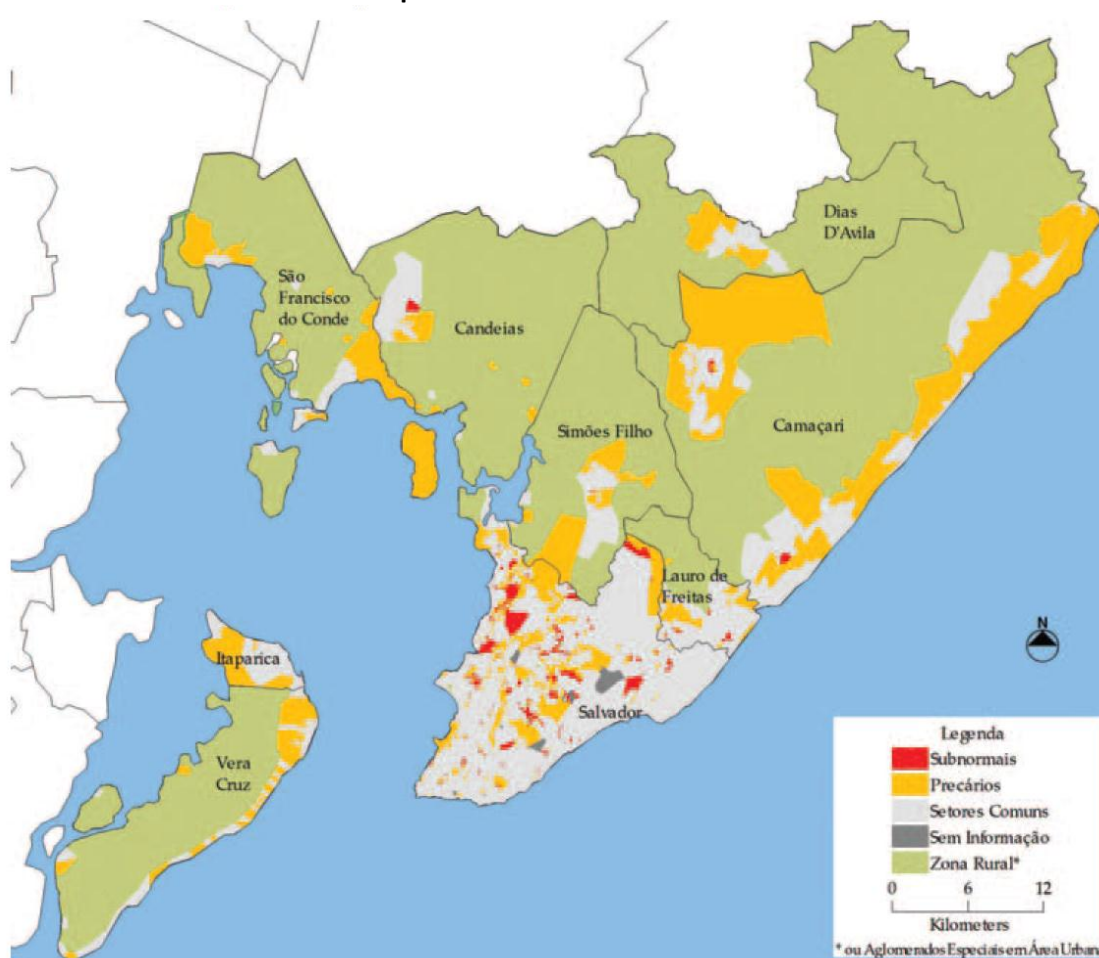 Dias
D'Avila
São
Francisco
do Conde
Candeias
Simões Filho
Camaçari
Lauro de
Freitas
Itaparica
Salvador
Vera
Cruz
N
Legenda
Subnormais
Precários
Setores Comuns
Sem Informação
Zona Rural*
0 6 12
Kilometers
* ou Aglomerados Especiais em Área Urbana